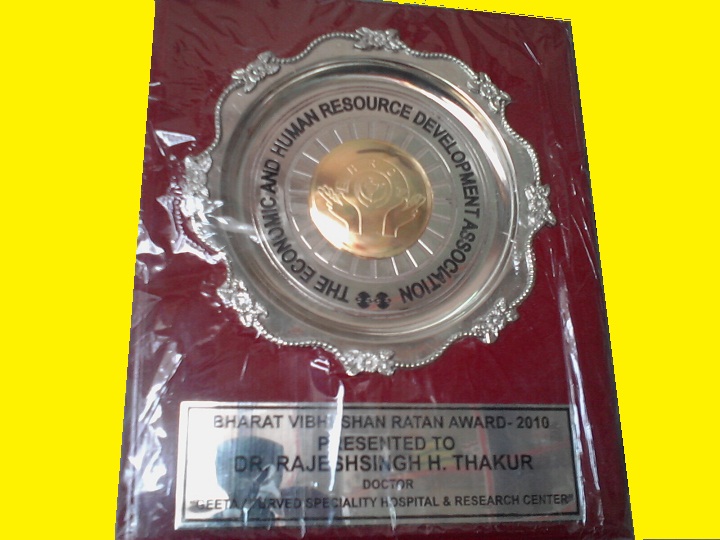 THE ECONOMIC AND HUMAN RESOURCE DEVELOPMENT ASSOCIATION
BHARAT VIBHUSHAN RATAN AWARD- 2010
PRESENTED TO
DR. RAJESHSINGH H. THAKUR
DOCTOR
"GEETA AYURVED SPECIALITY HOSPITAL & RESEARCH CENTER"